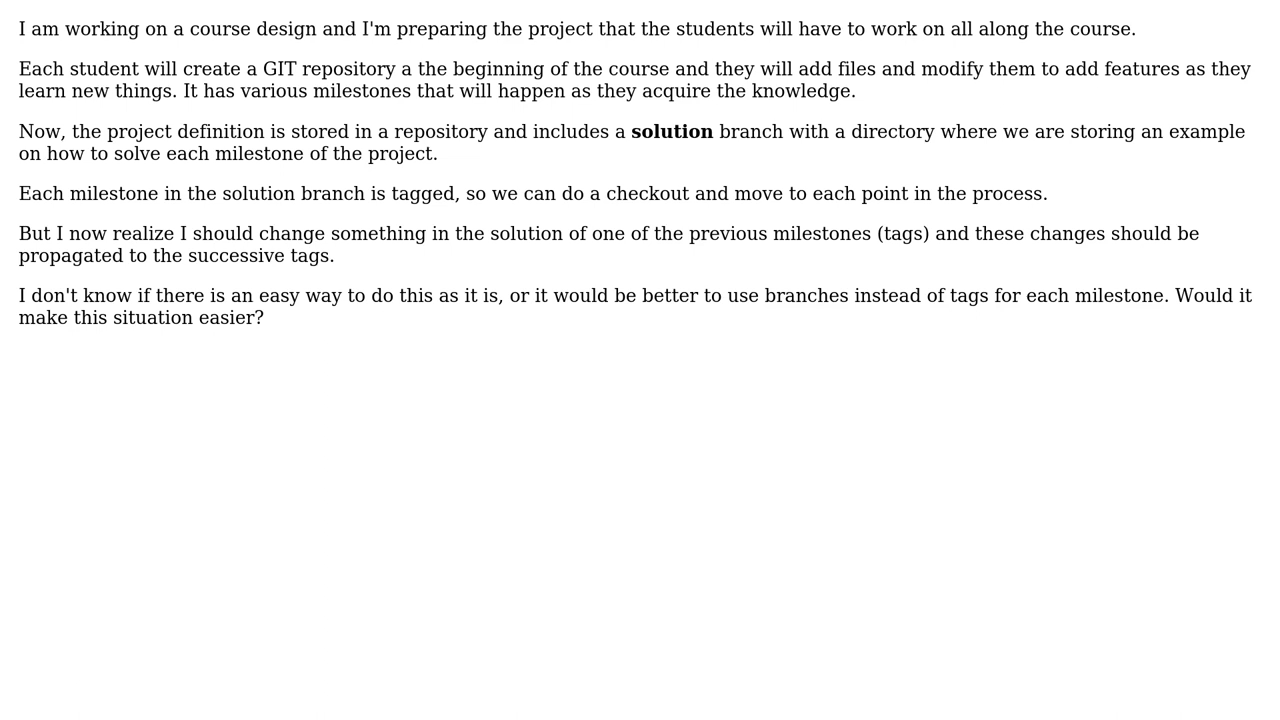 I am working on a course design and I'm preparing the project that the students will have to work on all along the course.
Each student will create a GIT repository a the beginning of the course and they will add files and modify them to add features as they
learn new things. It has various milestones that will happen as they acquire the knowledge.
Now, the project definition is stored in a repository and includes a solution branch with a directory where we are storing an example
on how to solve each milestone of the project.
Each milestone in the solution branch is tagged, so we can do a checkout and move to each point in the process.
But I now realize I should change something in the solution of one of the previous milestones (tags) and these changes should be
propagated to the successive tags.
I don't know if there is an easy way to do this as it is, or it would be better to use branches instead of tags for each milestone. Would it
make this situation easier?